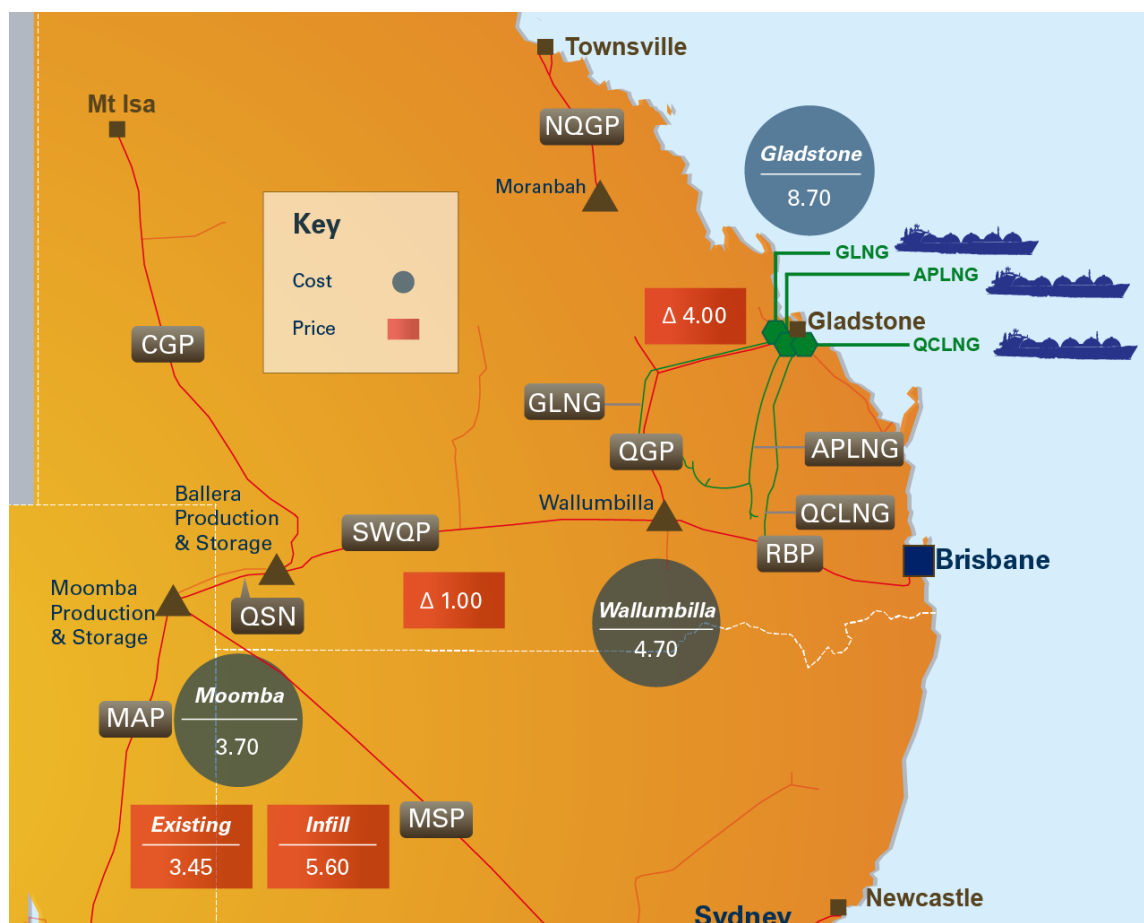 Townsville
Mt Isa
NQGP
Moranbah
Gladstone
8.70
Key
Cost
Price
GLNG
APLNG
QCLNG
Δ 4.00
Gladstone
CGP
GLNG
QGP
APLNG
Wallumbilla
QCLNG
Ballera
Production
& Storage
SWQP
RBP
Brisbane
Moomba
Production
& Storage
QSN
Δ 1.00
Wallumbilla
4.70
MAP
Moomba
3.70
Existing
3.45
Infill
5.60
MSP
Newcastle
Sydney